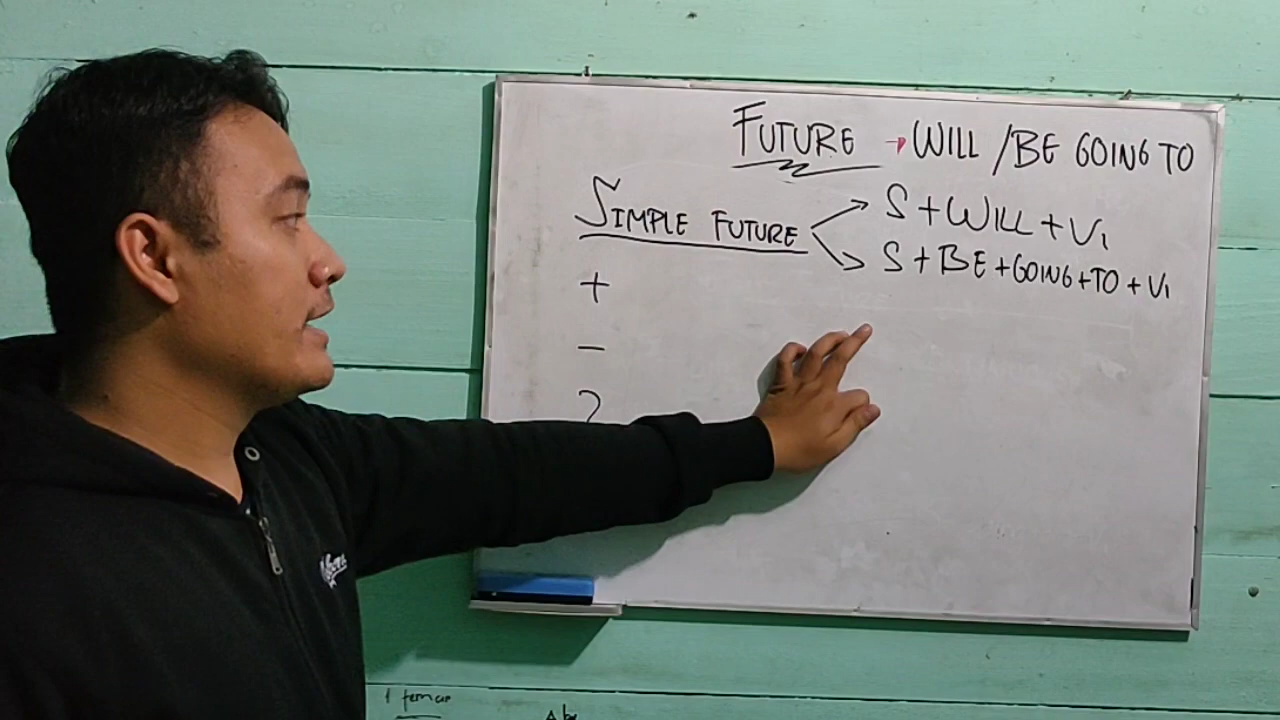 FUTURE → WILL / BE GOING TO
SIMPLE FUTURE
S + WILL + V1
S + BE + GOING + TO + V1
+
-
?